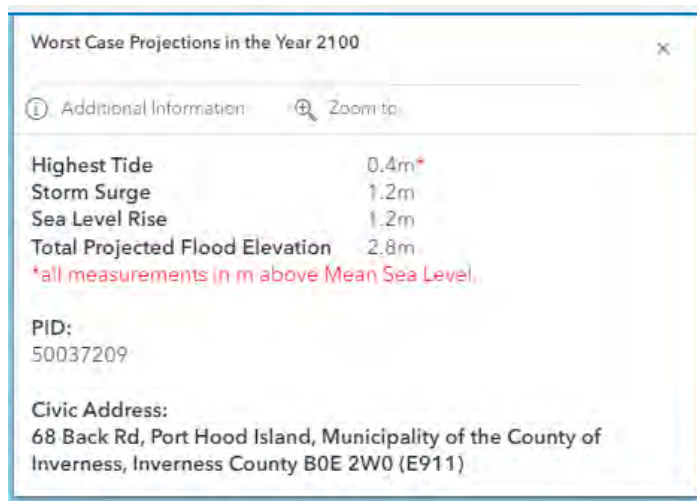 Worst Case Projections in the Year 2100 ×
Additional Information Zoom to
Highest Tide 0.4m*
Storm Surge 1.2m
Sea Level Rise 1.2m
Total Projected Flood Elevation 2.8m
*all measurements in m above Mean Sea Level.
PID:
50037209
Civic Address:
68 Back Rd, Port Hood Island, Municipality of the County of
Inverness, Inverness County B0E 2W0 (E911)